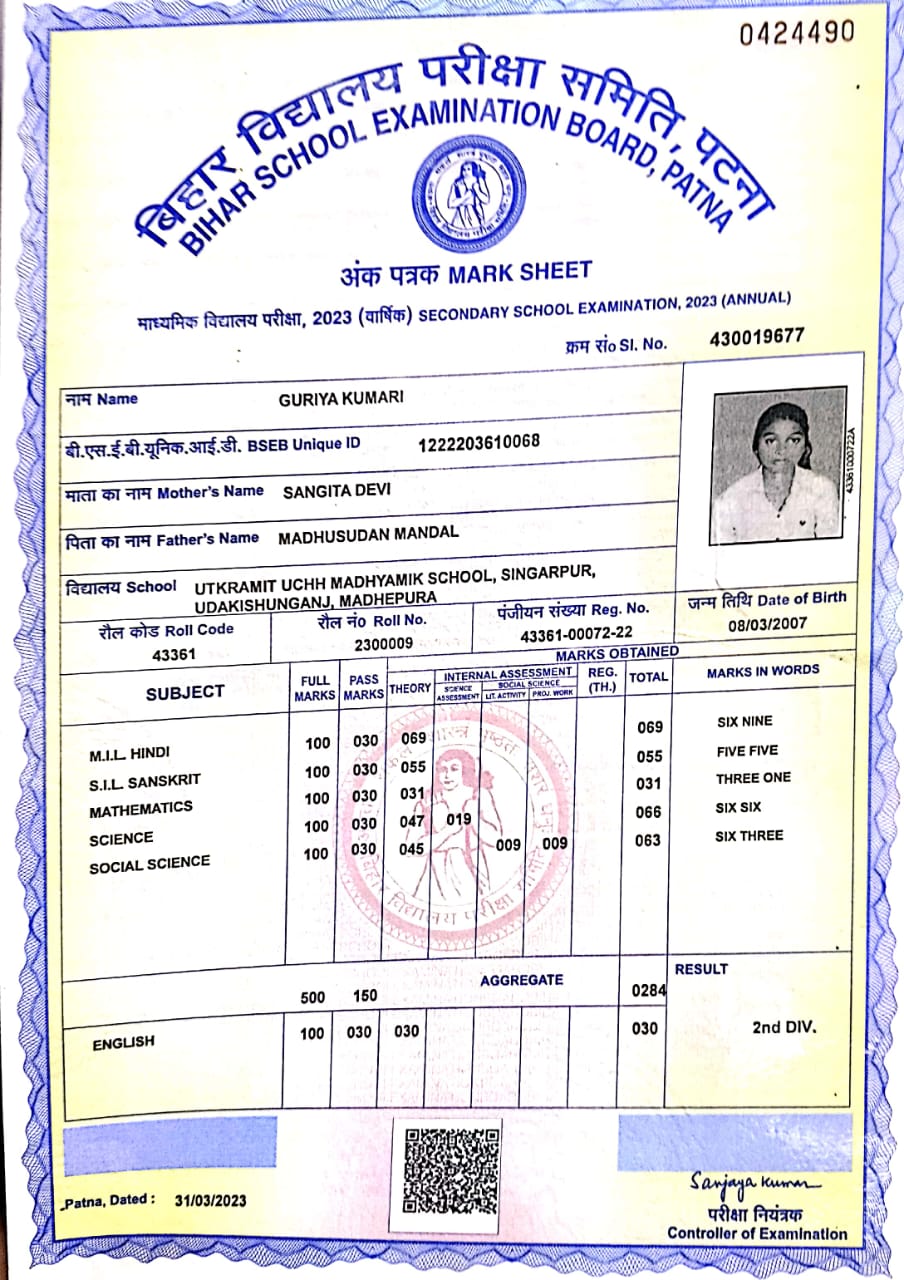 0424490
बिहार विद्यालय परीक्षा समिति, पटना
BIHAR SCHOOL EXAMINATION BOARD, PATNA
अंक पत्रक MARK SHEET
माध्यमिक विद्यालय परीक्षा, 2023 (वार्षिक) SECONDARY SCHOOL EXAMINATION, 2023 (ANNUAL)
क्रम सं० Sl. No. 430019677
नाम Name GURIYA KUMARI
बी.एस.ई.बी.यूनिक.आई.डी. BSEB Unique ID 1222203610068
माता का नाम Mother's Name SANGITA DEVI
पिता का नाम Father's Name MADHUSUDAN MANDAL
43361000722A
विद्यालय School UTKRAMIT UCHH MADHYAMIK SCHOOL, SINGARPUR,
UDAKISHUNGANJ, MADHEPURA
रौल कोड Roll Code रौल नं० Roll No. पंजीयन संख्या Reg. No. जन्म तिथि Date of Birth
43361 2300009 43361-00072-22 08/03/2007
MARKS OBTAINED
SUBJECT FULL MARKS PASS MARKS THEORY INTERNAL ASSESSMENT REG. (TH.) TOTAL MARKS IN WORDS
SCIENCE ASSESSMENT SOCIAL SCIENCE LIT. ACTIVITY PROJ. WORK
M.I.L. HINDI 100 030 069 069 SIX NINE
S.I.L. SANSKRIT 100 030 055 055 FIVE FIVE
MATHEMATICS 100 030 031 031 THREE ONE
SCIENCE 100 030 047 019 066 SIX SIX
SOCIAL SCIENCE 100 030 045 009 009 063 SIX THREE
बिहार विद्यालय परीक्षा समिति
500 150 AGGREGATE 0284 RESULT
ENGLISH 100 030 030 030 2nd DIV.
Patna, Dated : 31/03/2023
Sanjaya Kumar
परीक्षा नियंत्रक
Controller of Examination